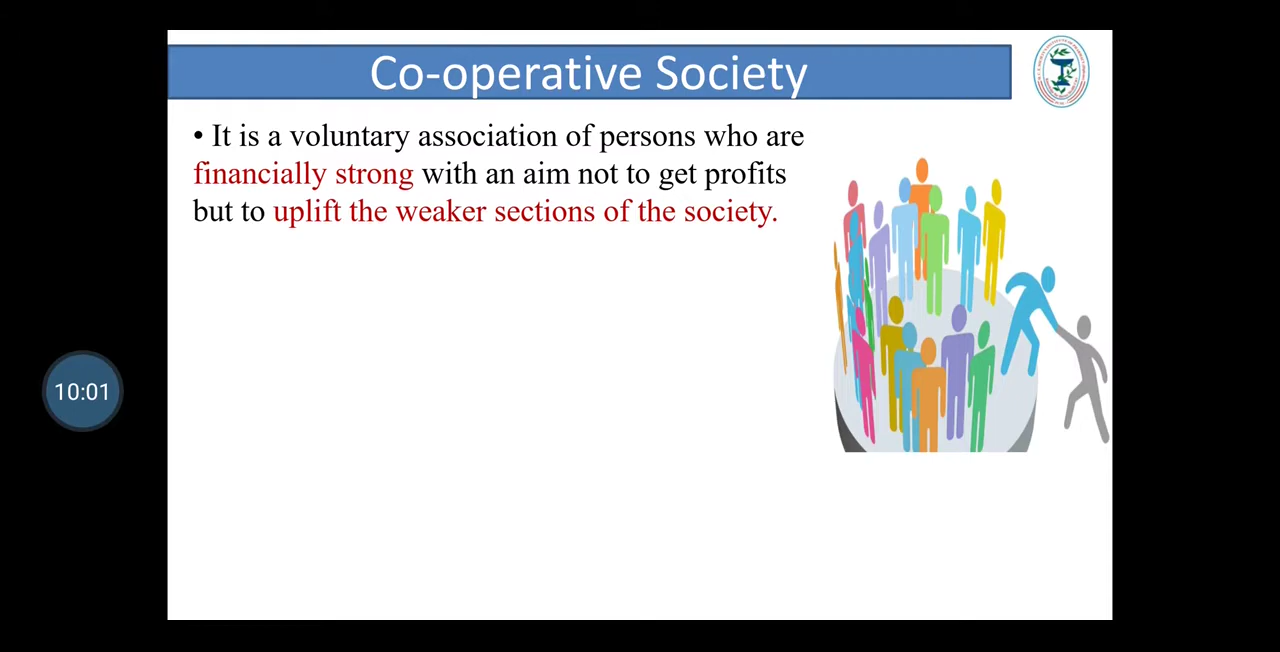 Co-operative Society
• It is a voluntary association of persons who are
financially strong with an aim not to get profits
but to uplift the weaker sections of the society.
10:01